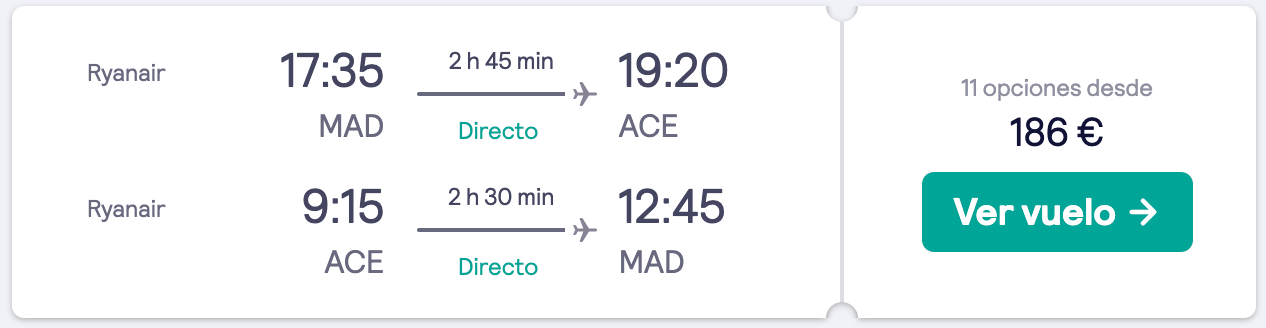 Ryanair
17:35
MAD
2 h 45 min
Directo
19:20
ACE
Ryanair
9:15
ACE
2 h 30 min
Directo
12:45
MAD
11 opciones desde
186 €
Ver vuelo →